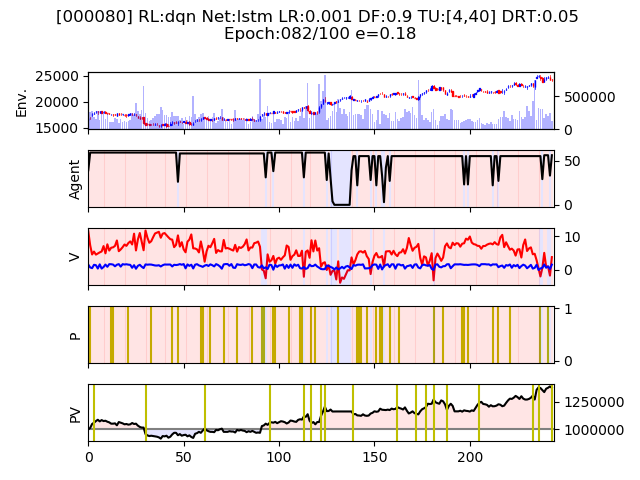 [000080] RL:dqn Net:lstm LR:0.001 DF:0.9 TU:[4,40] DRT:0.05
Epoch:082/100 e=0.18
Env.
25000
20000
15000
500000
0
Agent
50
0
V
10
0
P
1
0
PV
1250000
1000000
0 50 100 150 200